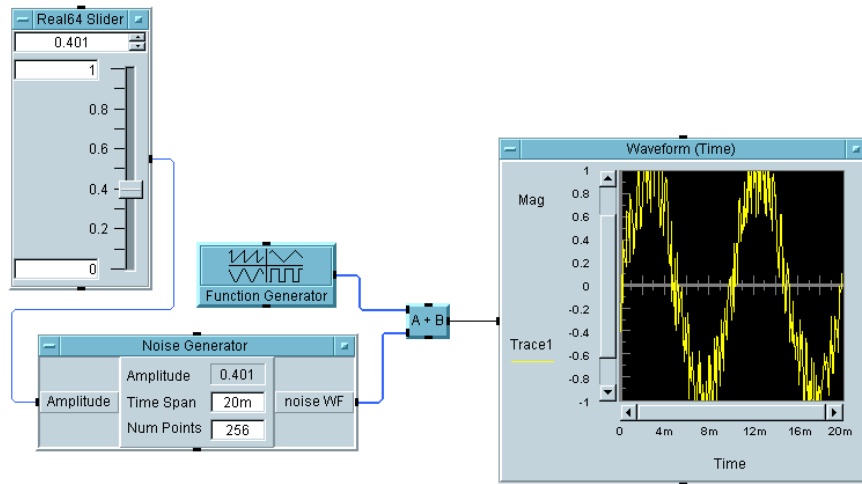 Real64 Slider
0.401
1
0.8
0.6
0.4
0.2
0
Function Generator
A + B
Noise Generator
Amplitude
Amplitude 0.401
Time Span 20m
Num Points 256
noise WF
Waveform (Time)
Mag
Trace1
1
0.8
0.6
0.4
0.2
0
-0.2
-0.4
-0.6
-0.8
-1
0 4m 8m 12m 16m 20m
Time